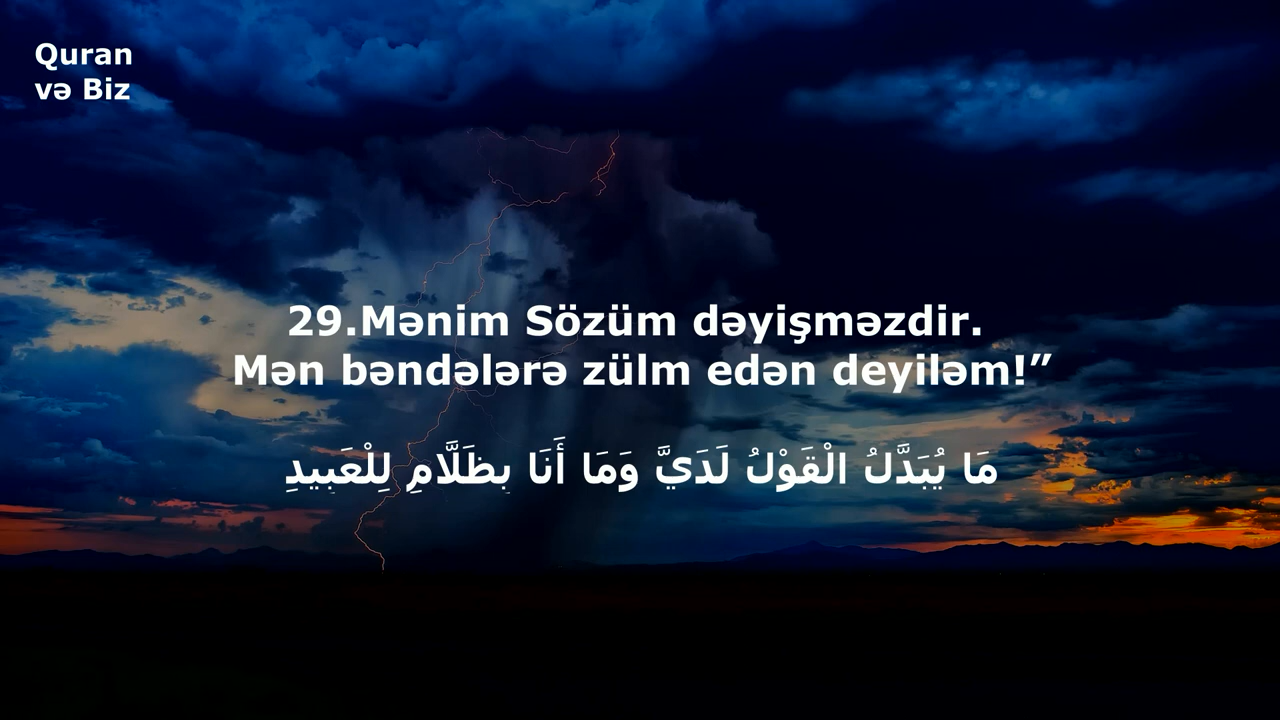 Quran
və Biz
29.Mənim Sözüm dəyişməzdir.
Mən bəndələrə zülm edən deyiləm!”
مَا يُبَدَّلُ الْقَوْلُ لَدَيَّ وَمَا أَنَا بِظَلَّامٍ لِلْعَبِيدِ